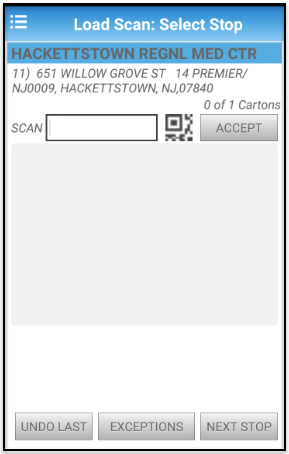 Load Scan: Select Stop
HACKETTSTOWN REGNL MED CTR
11) 651 WILLOW GROVE ST 14 PREMIER/
NJ0009, HACKETTSTOWN, NJ,07840
0 of 1 Cartons
SCAN ACCEPT
UNDO LAST EXCEPTIONS NEXT STOP